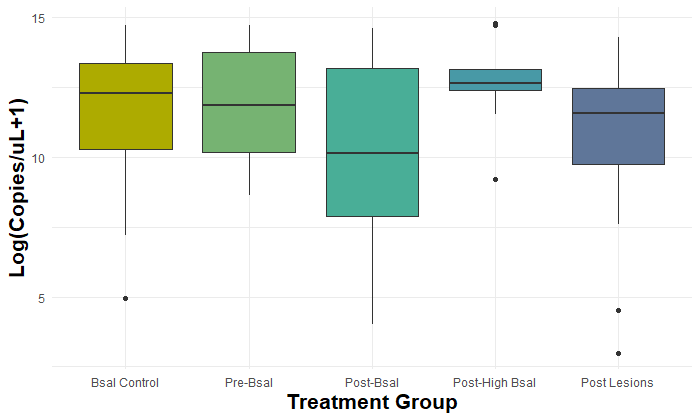 Log(Copies/uL+1)
15
10
5
Bsal Control Pre-Bsal Post-Bsal Post-High Bsal Post Lesions
Treatment Group